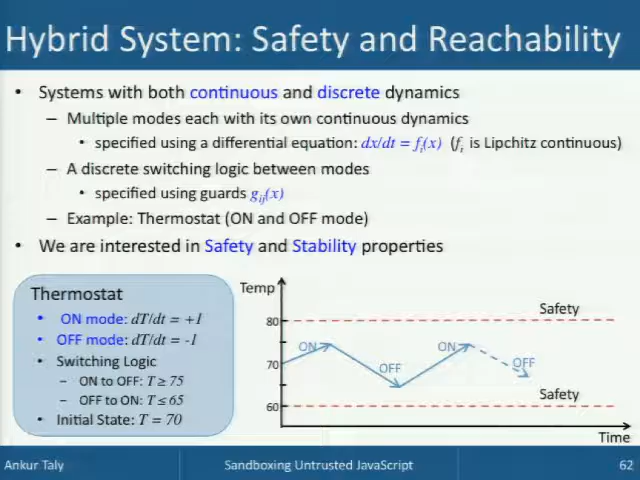 Hybrid System: Safety and Reachability
• Systems with both continuous and discrete dynamics
– Multiple modes each with its own continuous dynamics
• specified using a differential equation: dx/dt = fᵢ(x) (fᵢ is Lipchitz continuous)
– A discrete switching logic between modes
• specified using guards gᵢⱼ(x)
– Example: Thermostat (ON and OFF mode)
• We are interested in Safety and Stability properties
Thermostat
• ON mode: dT/dt = +1
• OFF mode: dT/dt = -1
• Switching Logic
– ON to OFF: T ≥ 75
– OFF to ON: T ≤ 65
• Initial State: T = 70
Temp
Safety
80
ON
ON
70
OFF
OFF
Safety
60
Time
Ankur Taly
Sandboxing Untrusted JavaScript
62